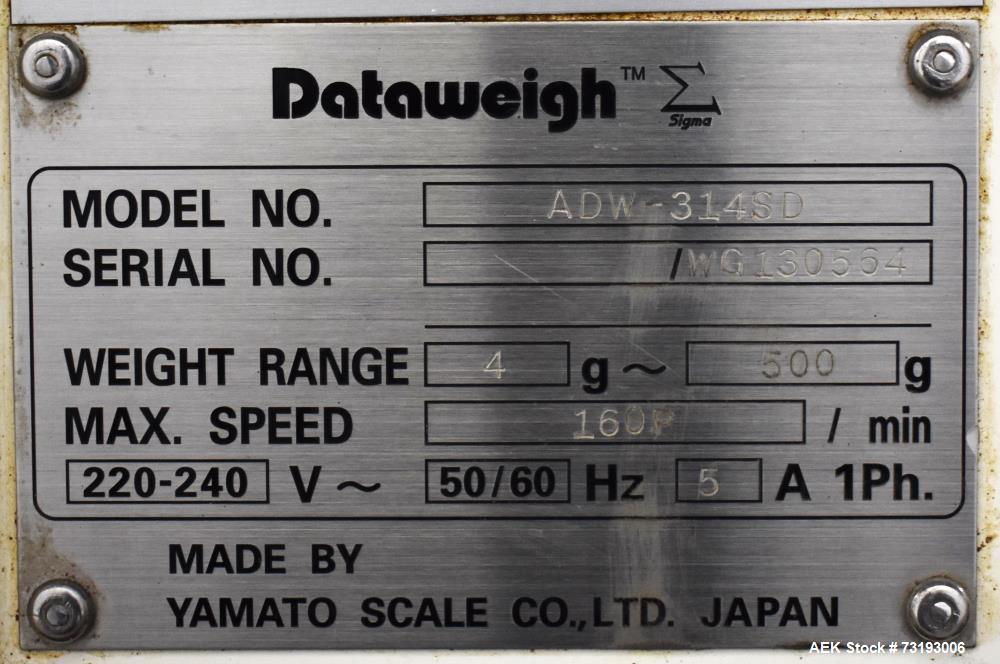 Dataweigh™ Σ
Sigma
MODEL NO. ADW-314SD
SERIAL NO. /WG130564
WEIGHT RANGE 4 g ~ 500 g
MAX. SPEED 160P / min
220-240 V ~ 50/60 Hz 5 A 1Ph.
MADE BY
YAMATO SCALE CO.,LTD. JAPAN
AEK Stock # 73193006